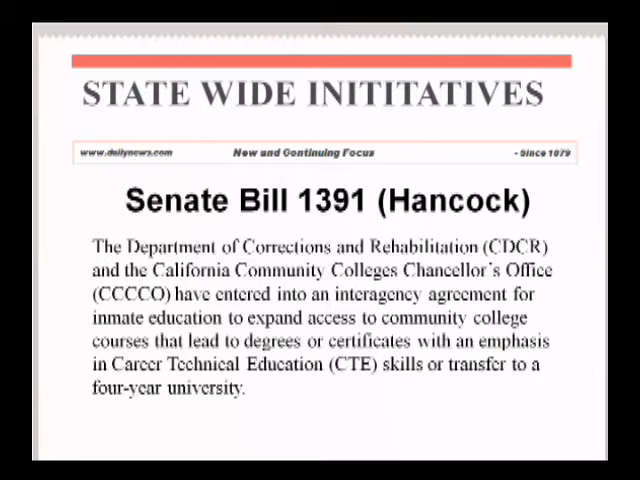 STATE WIDE INITITATIVES
www.dailynews.com New and Continuing Focus - Since 1879
Senate Bill 1391 (Hancock)
The Department of Corrections and Rehabilitation (CDCR)
and the California Community Colleges Chancellor's Office
(CCCCO) have entered into an interagency agreement for
inmate education to expand access to community college
courses that lead to degrees or certificates with an emphasis
in Career Technical Education (CTE) skills or transfer to a
four-year university.